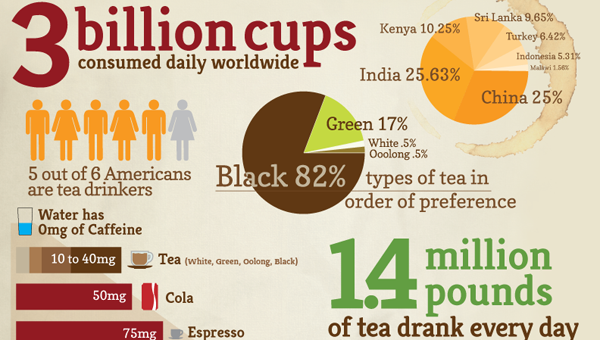 3 billion cups
consumed daily worldwide
Sri Lanka 9.65%
Kenya 10.25%
Turkey 6.42%
Indonesia 5.31%
Malawi 1.56%
India 25.63%
China 25%
5 out of 6 Americans
are tea drinkers
Green 17%
White .5%
Ooolong .5%
Black 82%
types of tea in
order of preference
Water has
0mg of Caffeine
10 to 40mg
Tea (White, Green, Oolong, Black)
50mg
Cola
75mg
Espresso
1.4 million
pounds
of tea drank every day